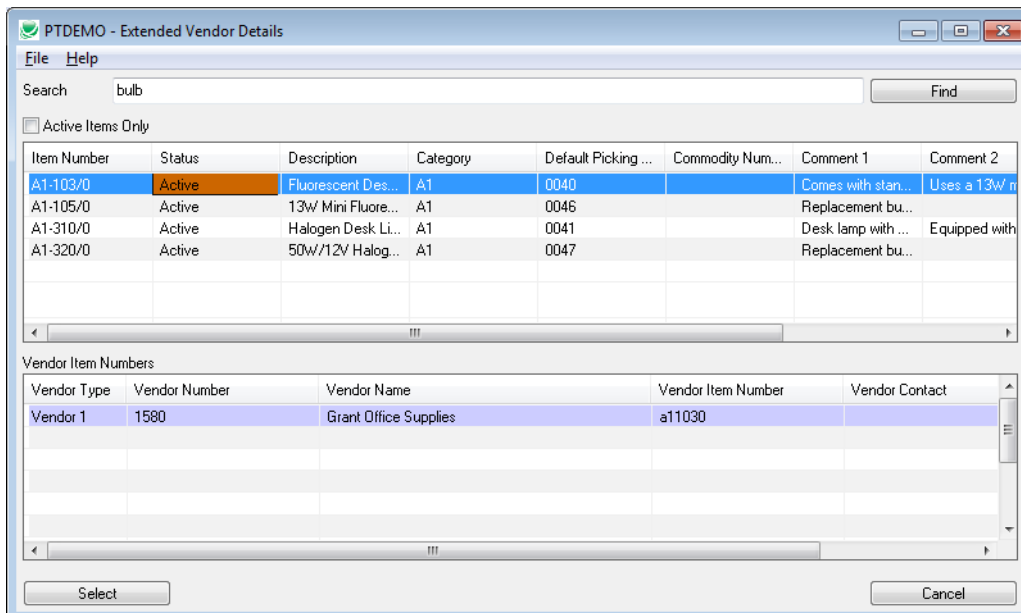 PTDEMO - Extended Vendor Details
File Help
Search bulb Find
Active Items Only
Item Number Status Description Category Default Picking ... Commodity Num... Comment 1 Comment 2
A1-103/0 Active Fluorescent Des... A1 0040 Comes with stan... Uses a 13W m
A1-105/0 Active 13W Mini Fluore... A1 0046 Replacement bu...
A1-310/0 Active Halogen Desk Li... A1 0041 Desk lamp with ... Equipped with
A1-320/0 Active 50W/12V Halog... A1 0047 Replacement bu...
Vendor Item Numbers
Vendor Type Vendor Number Vendor Name Vendor Item Number Vendor Contact
Vendor 1 1580 Grant Office Supplies a11030
Select Cancel